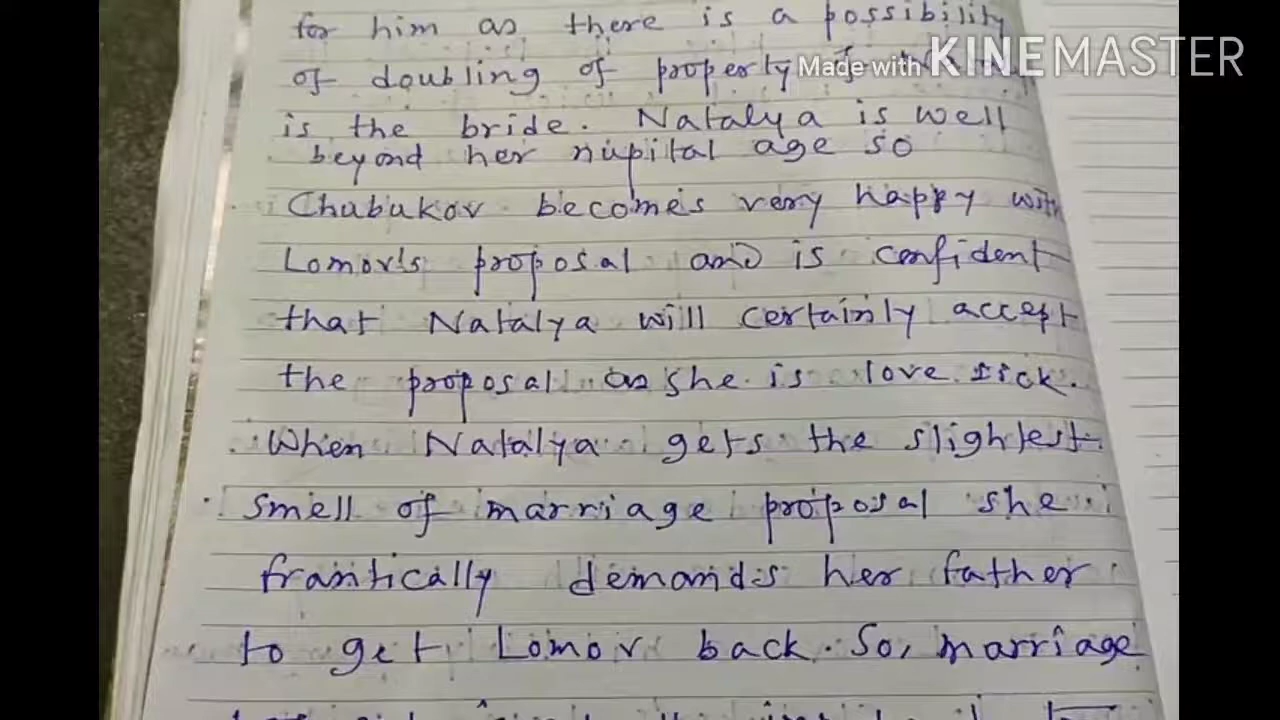 for him as there is a possibility
of doubling of property if
Made with KINEMASTER
is the bride. Natalya is well
beyond her nupital age so
Chubukov becomes very happy with
Lomov's proposal and is confident
that Natalya will certainly accept
the proposal as she is love sick.
When Natalya gets the slightest
smell of marriage proposal she
frantically demands her father
to get Lomov back. So, marriage